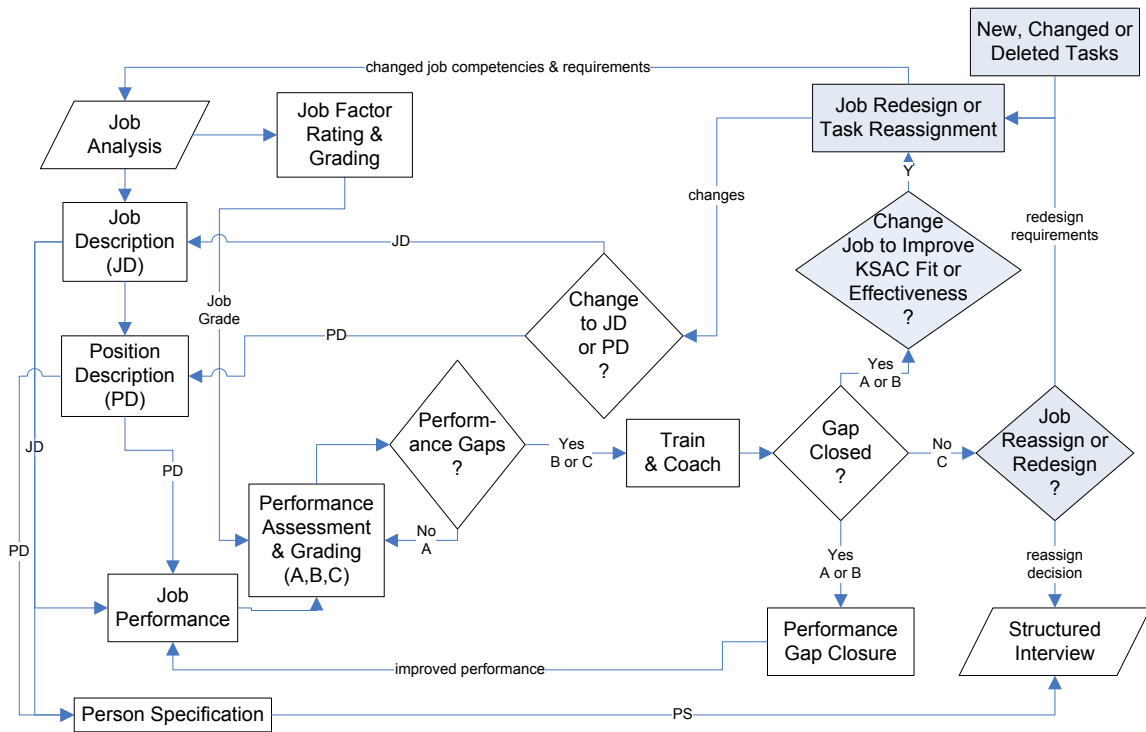 New, Changed or
Deleted Tasks
changed job competencies & requirements
Job
Analysis
Job Factor
Rating &
Grading
Job Redesign or
Task Reassignment
Y
changes
Job
Description
(JD)
JD
Change
Job to Improve
KSAC Fit or
Effectiveness
?
redesign
requirements
Job
Grade
Change
to JD
or PD
?
PD
Position
Description
(PD)
Yes
A or B
Perform-
ance Gaps
?
Yes
B or C
Train
& Coach
Gap
Closed
?
No
C
Job
Reassign or
Redesign
?
JD
PD
Performance
Assessment
& Grading
(A,B,C)
No
A
PD
Yes
A or B
reassign
decision
Job
Performance
Performance
Gap Closure
Structured
Interview
improved performance
Person Specification
PS